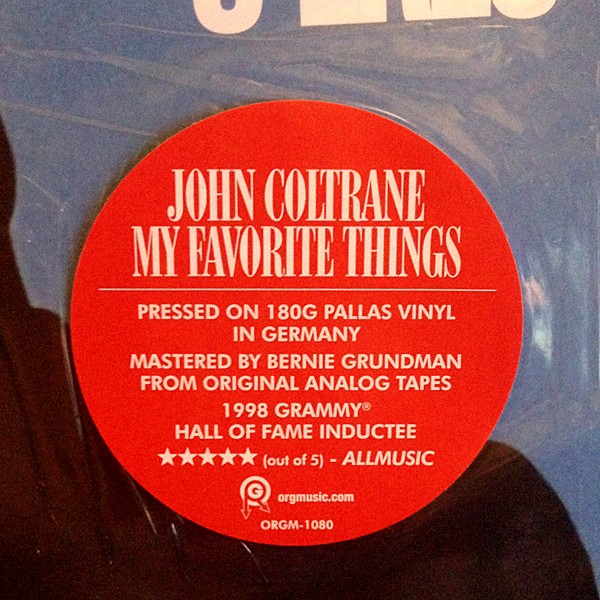 JOHN COLTRANE
MY FAVORITE THINGS
PRESSED ON 180G PALLAS VINYL
IN GERMANY
MASTERED BY BERNIE GRUNDMAN
FROM ORIGINAL ANALOG TAPES
1998 GRAMMY®
HALL OF FAME INDUCTEE
★★★★★ (out of 5) - ALLMUSIC
G orgmusic.com
ORGM-1080